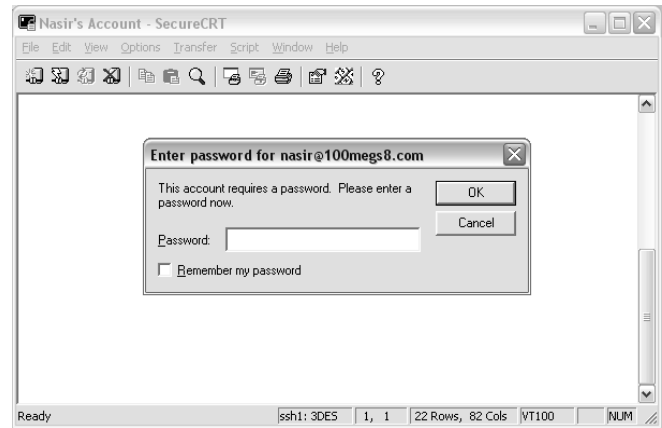 Nasir's Account - SecureCRT
File Edit View Options Transfer Script Window Help
Enter password for nasir@100megs8.com
This account requires a password. Please enter a
password now.
OK
Cancel
Password:
Remember my password
Ready ssh1: 3DES 1, 1 22 Rows, 82 Cols VT100 NUM